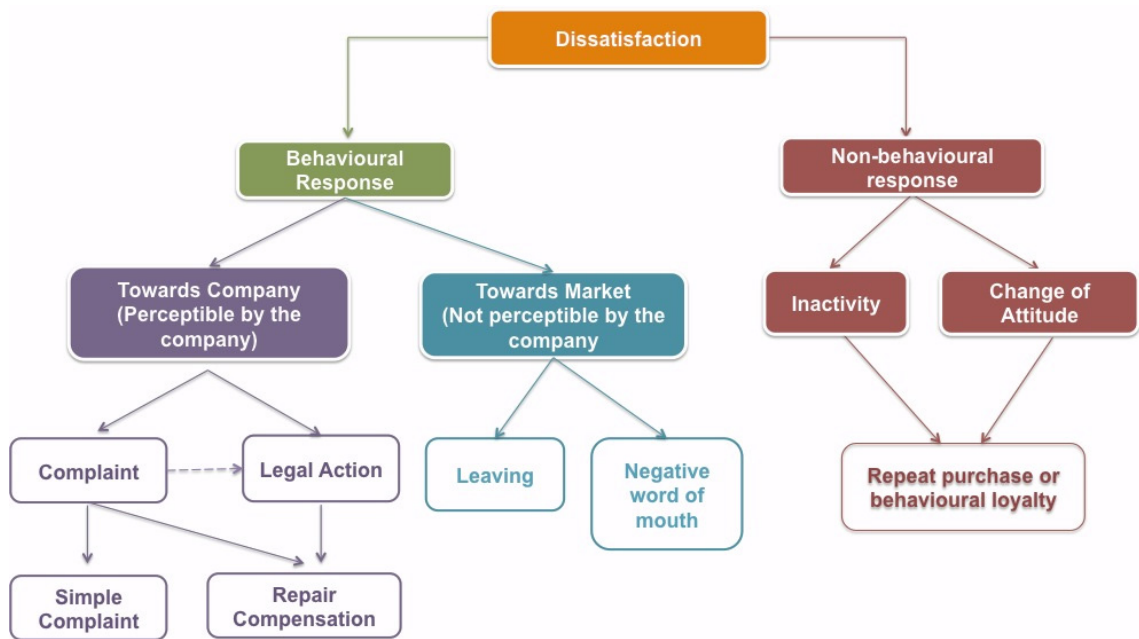 Dissatisfaction
Behavioural
Response
Non-behavioural
response
Towards Company
(Perceptible by the
company)
Towards Market
(Not perceptible by the
company
Inactivity
Change of
Attitude
Complaint
Legal Action
Leaving
Negative
word of
mouth
Repeat purchase or
behavioural loyalty
Simple
Complaint
Repair
Compensation